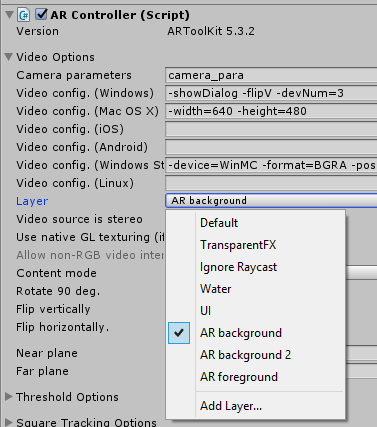 AR Controller (Script)
Version ARToolKit 5.3.2
Video Options
Camera parameters camera_para
Video config. (Windows) -showDialog -flipV -devNum=3
Video config. (Mac OS X) -width=640 -height=480
Video config. (iOS)
Video config. (Android)
Video config. (Windows St -device=WinMC -format=BGRA -pos
Video config. (Linux)
Layer AR background
Video source is stereo
Use native GL texturing (if
Allow non-RGB video inter
Content mode
Rotate 90 deg.
Flip vertically
Flip horizontally.
Near plane
Far plane
Threshold Options
Square Tracking Options
Default
TransparentFX
Ignore Raycast
Water
UI
AR background
AR background 2
AR foreground
Add Layer...